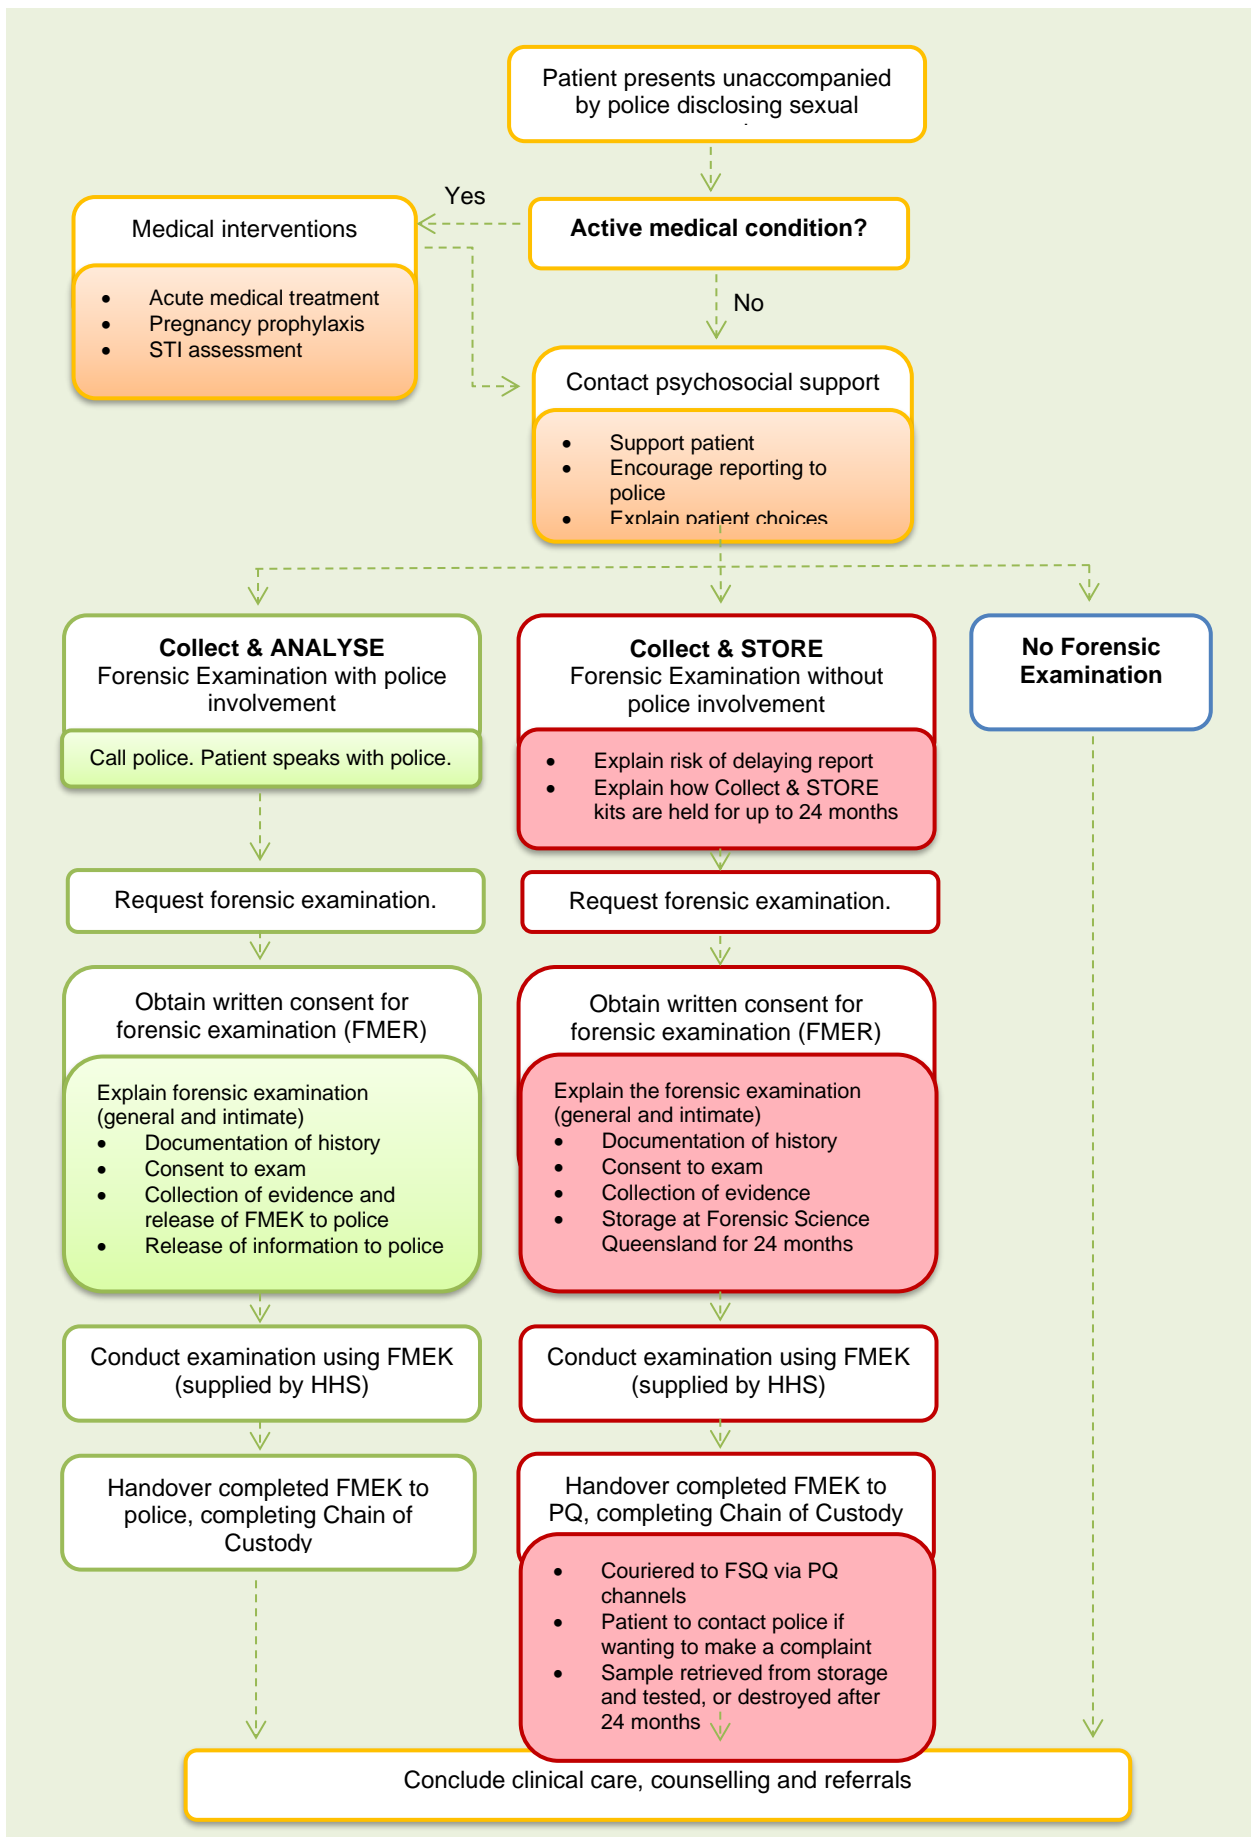 Patient presents unaccompanied
by police disclosing sexual
Yes
Medical interventions
Active medical condition?
• Acute medical treatment
• Pregnancy prophylaxis
• STI assessment
No
Contact psychosocial support
• Support patient
• Encourage reporting to
police
• Explain patient choices
Collect & ANALYSE
Forensic Examination with police
involvement
Call police. Patient speaks with police.
Request forensic examination.
Obtain written consent for
forensic examination (FMER)
Explain forensic examination
(general and intimate)
• Documentation of history
• Consent to exam
• Collection of evidence and
release of FMEK to police
• Release of information to police
Conduct examination using FMEK
(supplied by HHS)
Handover completed FMEK to
police, completing Chain of
Custody
Collect & STORE
Forensic Examination without
police involvement
• Explain risk of delaying report
• Explain how Collect & STORE
kits are held for up to 24 months
Request forensic examination.
Obtain written consent for
forensic examination (FMER)
Explain the forensic examination
(general and intimate)
• Documentation of history
• Consent to exam
• Collection of evidence
• Storage at Forensic Science
Queensland for 24 months
Conduct examination using FMEK
(supplied by HHS)
Handover completed FMEK to
PQ, completing Chain of Custody
• Couriered to FSQ via PQ
channels
• Patient to contact police if
wanting to make a complaint
• Sample retrieved from storage
and tested, or destroyed after
24 months
No Forensic
Examination
Conclude clinical care, counselling and referrals